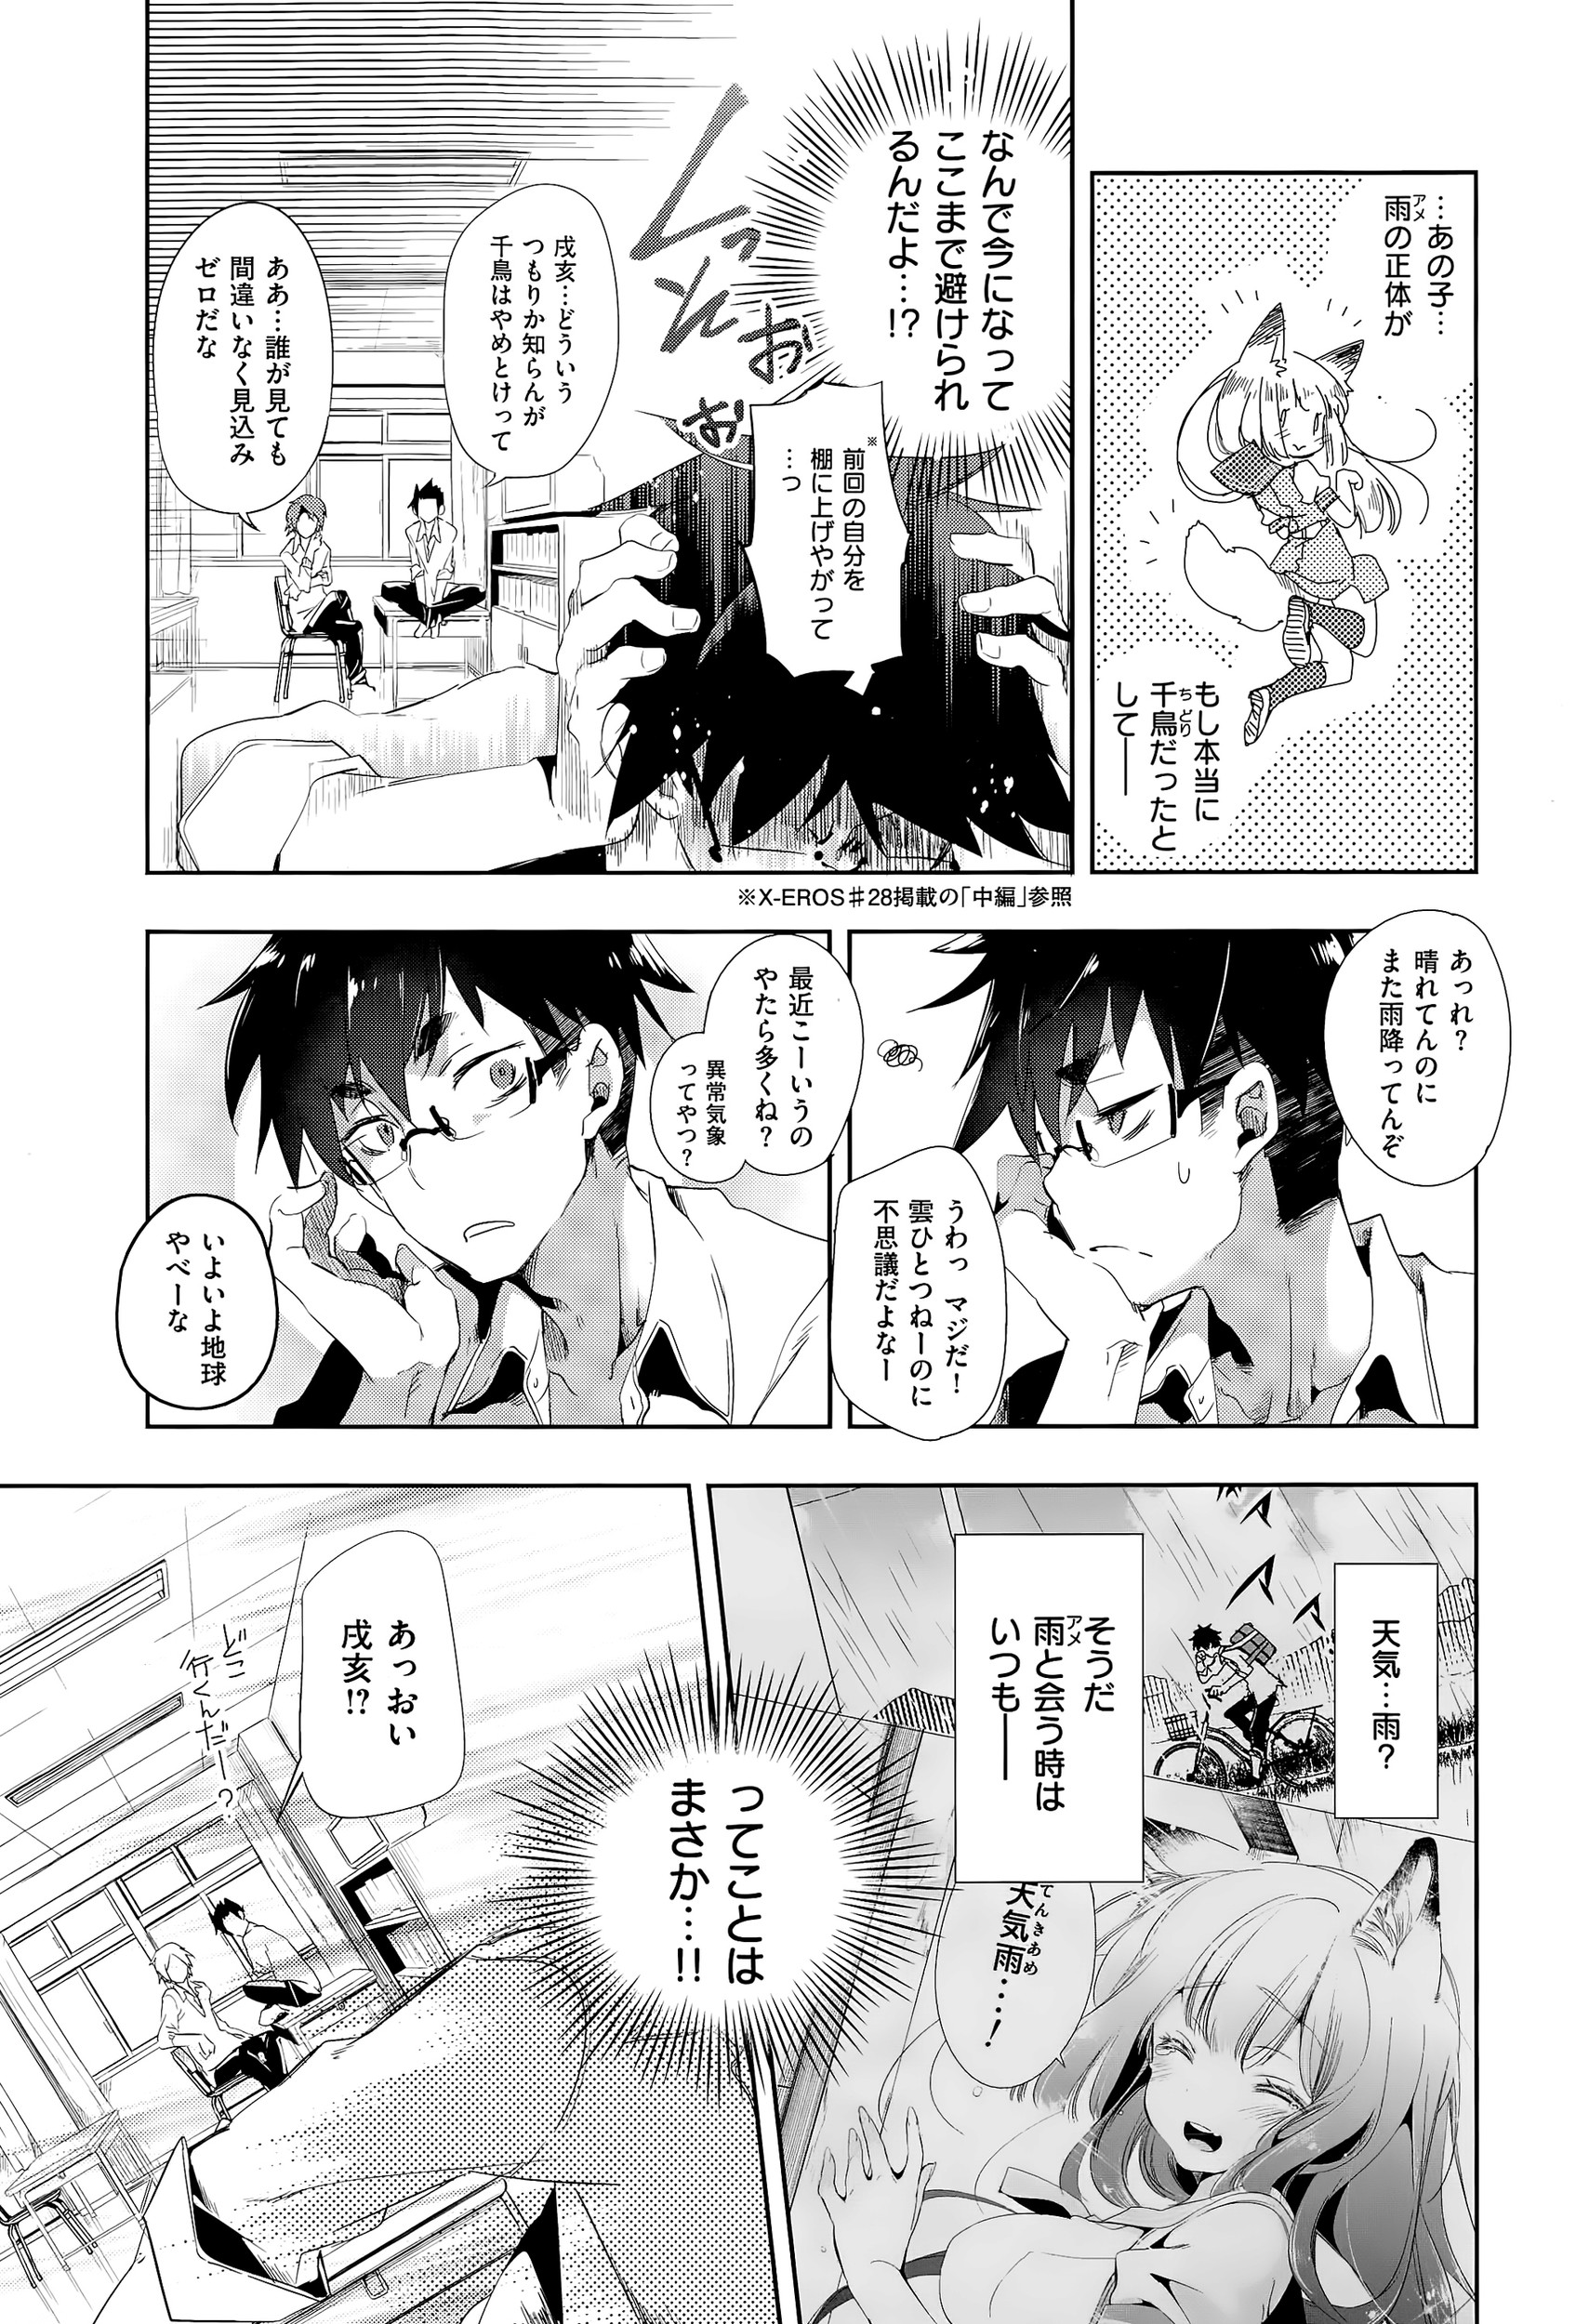 …あの子…
雨の正体が
アメ
もし本当に
千鳥だったと
ちどり
して――
なんで今になって
ここまで避けられ
るんだよ…!?
※前回の自分を
棚に上げやがって
…っ
戌亥…どういう
つもりか知らんが
千鳥はやめとけって
ああ…誰が見ても
間違いなく見込み
ゼロだな
※X-EROS♯28掲載の「中編」参照
あっれ?
晴れてんのに
また雨降ってんぞ
うわっ マジだ!
雲ひとつねーのに
不思議だよなー
最近こーいうの
やたら多くね?
異常気象
ってやつ?
いよいよ地球
やべーな
天気…雨?
そうだ
雨と会う時は
アメ
いつも――
天気雨…!
てんきあめ
ってことは
まさか…!!
あっおい
戌亥!?
どこ
行くんだー?